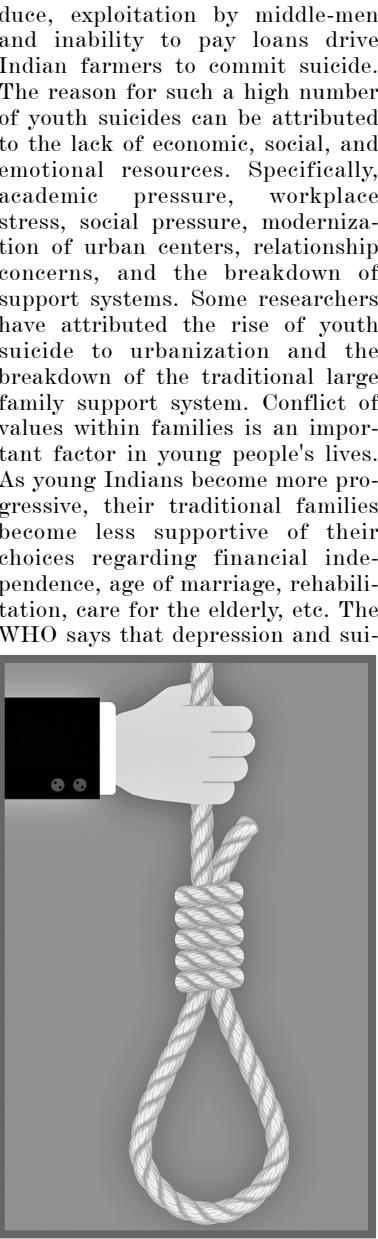 duce, exploitation by middle-men
and inability to pay loans drive
Indian farmers to commit suicide.
The reason for such a high number
of youth suicides can be attributed
to the lack of economic, social, and
emotional resources. Specifically,
academic pressure, workplace
stress, social pressure, moderniza-
tion of urban centers, relationship
concerns, and the breakdown of
support systems. Some researchers
have attributed the rise of youth
suicide to urbanization and the
breakdown of the traditional large
family support system. Conflict of
values within families is an impor-
tant factor in young people's lives.
As young Indians become more pro-
gressive, their traditional families
become less supportive of their
choices regarding financial inde-
pendence, age of marriage, rehabili-
tation, care for the elderly, etc. The
WHO says that depression and sui-